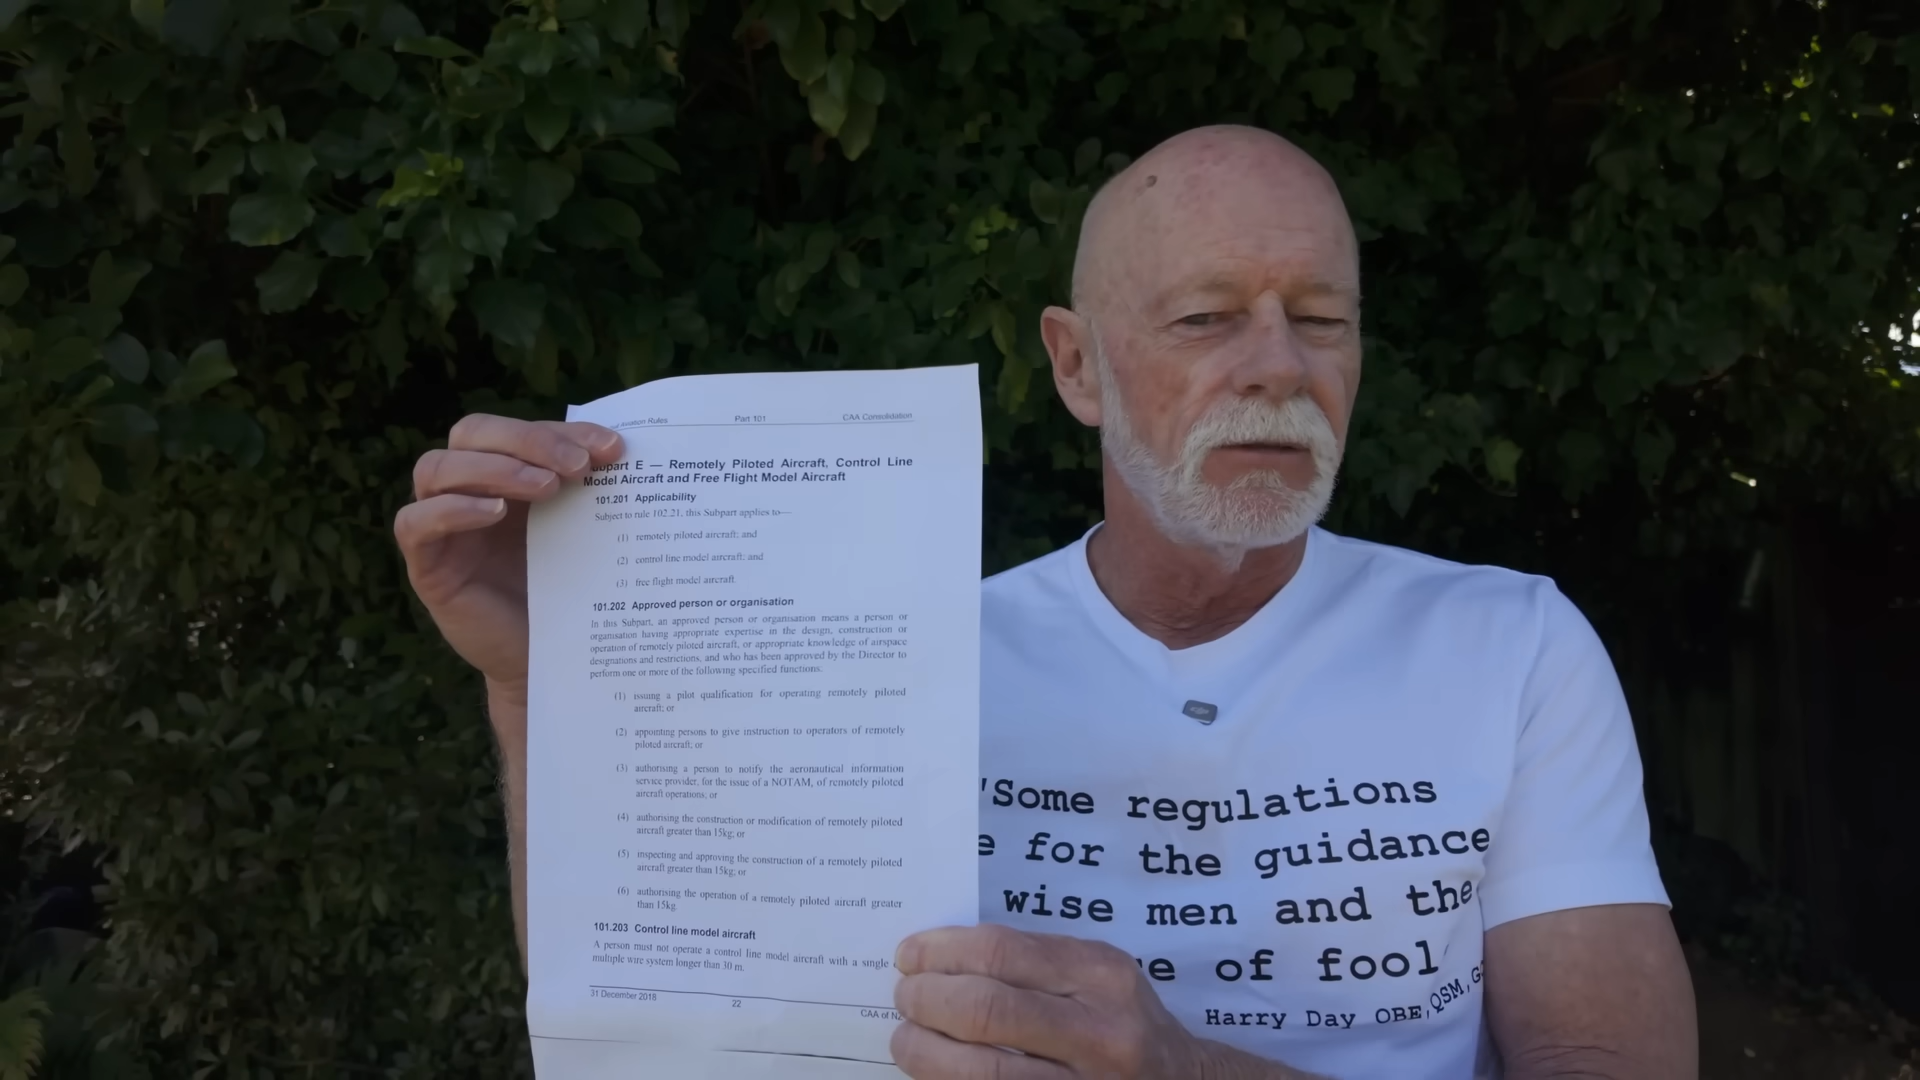 Aviation Rules Part 101 CAA Consolidation
Subpart E — Remotely Piloted Aircraft, Control Line
Model Aircraft and Free Flight Model Aircraft
101.201 Applicability
Subject to rule 102.21, this Subpart applies to—
(1) remotely piloted aircraft; and
(2) control line model aircraft; and
(3) free flight model aircraft.
101.202 Approved person or organisation
In this Subpart, an approved person or organisation means a person or
organisation having appropriate expertise in the design, construction or
operation of remotely piloted aircraft, or appropriate knowledge of airspace
designations and restrictions, and who has been approved by the Director to
perform one or more of the following specified functions.
(1) issuing a pilot qualification for operating remotely piloted
aircraft; or
(2) appointing persons to give instruction to operators of remotely
piloted aircraft; or
(3) authorising a person to notify the aeronautical information
service provider, for the issue of a NOTAM, of remotely piloted
aircraft operations; or
(4) authorising the construction or modification of remotely piloted
aircraft greater than 15kg; or
(5) inspecting and approving the construction of a remotely piloted
aircraft greater than 15kg; or
(6) authorising the operation of a remotely piloted aircraft greater
than 15kg.
101.203 Control line model aircraft
A person must not operate a control line model aircraft with a single
multiple wire system longer than 30 m.
31 December 2016 22 CAA of NZ
"Some regulations
e for the guidance
wise men and the
e of fool
Harry Day OBE, QSM,
dji